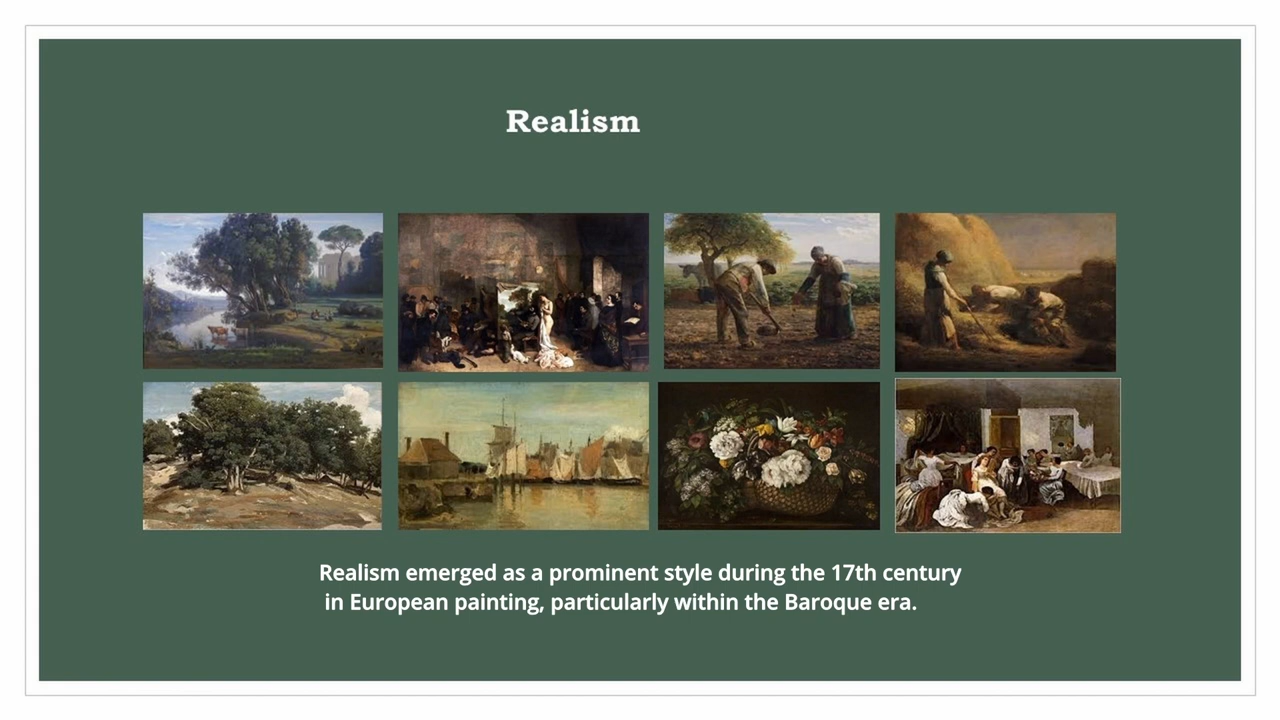 Realism
Realism emerged as a prominent style during the 17th century
in European painting, particularly within the Baroque era.